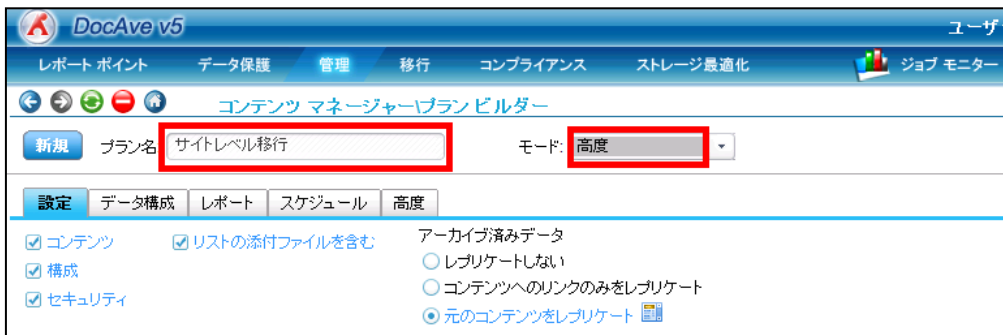 DocAve v5 ユーザ
レポート ポイント データ保護 管理 移行 コンプライアンス ストレージ最適化 ジョブ モニター
コンテンツ マネージャー\プラン ビルダー
新規 プラン名 サイトレベル移行 モード: 高度
設定 データ構成 レポート スケジュール 高度
コンテンツ リストの添付ファイルを含む アーカイブ済みデータ
レプリケートしない
構成
コンテンツへのリンクのみをレプリケート
セキュリティ
元のコンテンツをレプリケート